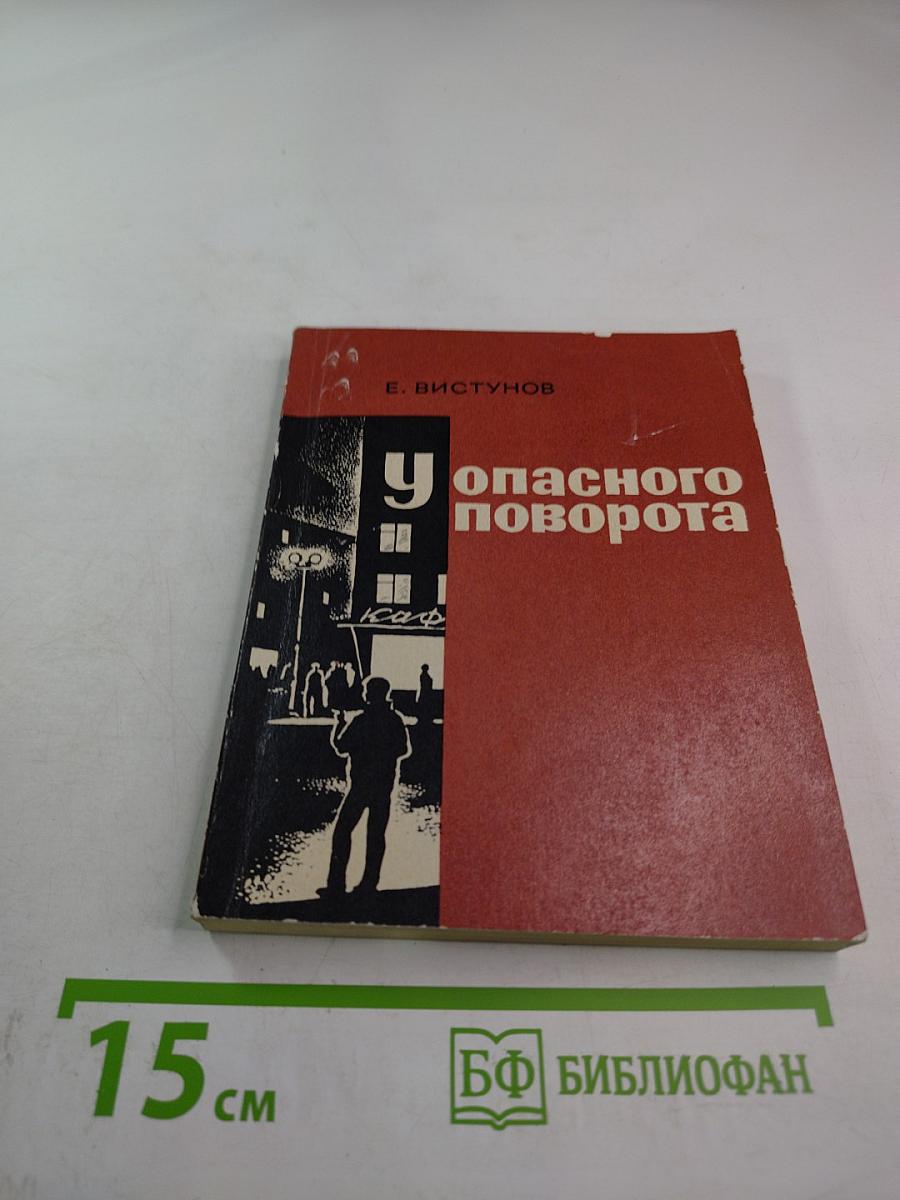 Е. ВИСТУНОВ
У опасного
поворота
каф
15 см
БФ БИБЛИОФАН